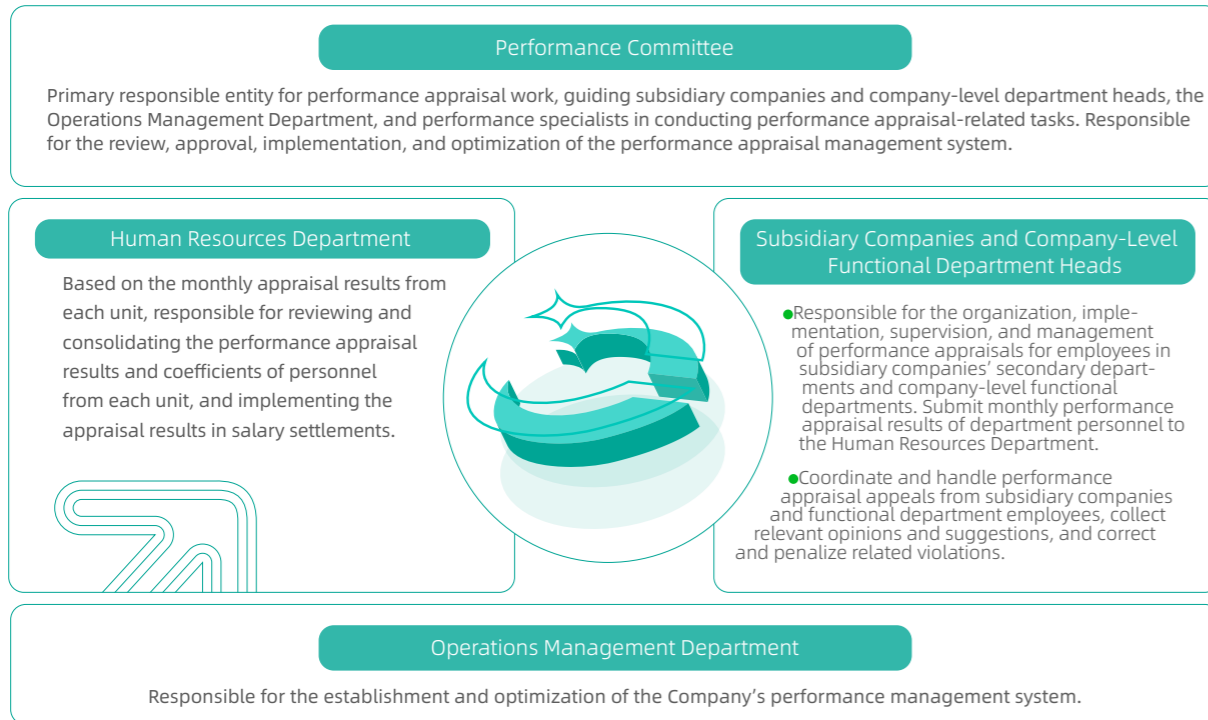 Performance Committee
Primary responsible entity for performance appraisal work, guiding subsidiary companies and company-level department heads, the
Operations Management Department, and performance specialists in conducting performance appraisal-related tasks. Responsible
for the review, approval, implementation, and optimization of the performance appraisal management system.
Human Resources Department
Based on the monthly appraisal results from
each unit, responsible for reviewing and
consolidating the performance appraisal
results and coefficients of personnel
from each unit, and implementing the
appraisal results in salary settlements.
Subsidiary Companies and Company-Level
Functional Department Heads
●Responsible for the organization, imple-
mentation, supervision, and management
of performance appraisals for employees in
subsidiary companies’ secondary depart-
ments and company-level functional
departments. Submit monthly performance
appraisal results of department personnel to
the Human Resources Department.
●Coordinate and handle performance
appraisal appeals from subsidiary companies
and functional department employees, collect
relevant opinions and suggestions, and correct
and penalize related violations.
Operations Management Department
Responsible for the establishment and optimization of the Company’s performance management system.